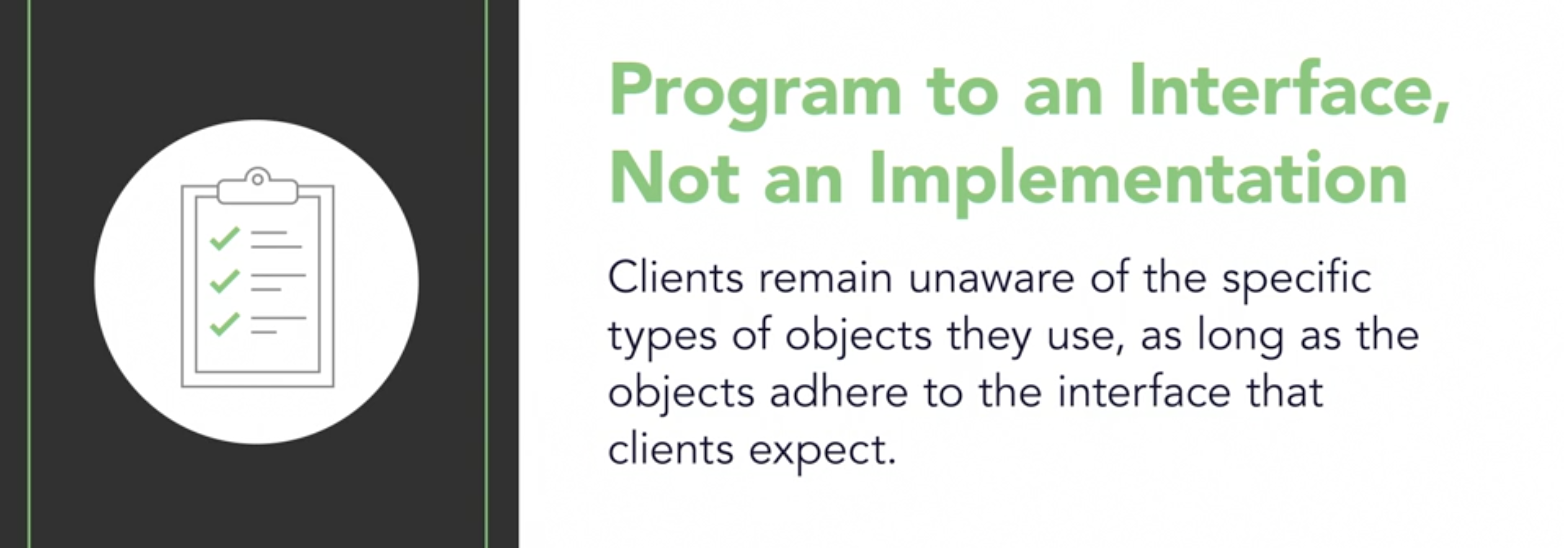 Program to an Interface,
Not an Implementation
Clients remain unaware of the specific
types of objects they use, as long as the
objects adhere to the interface that
clients expect.